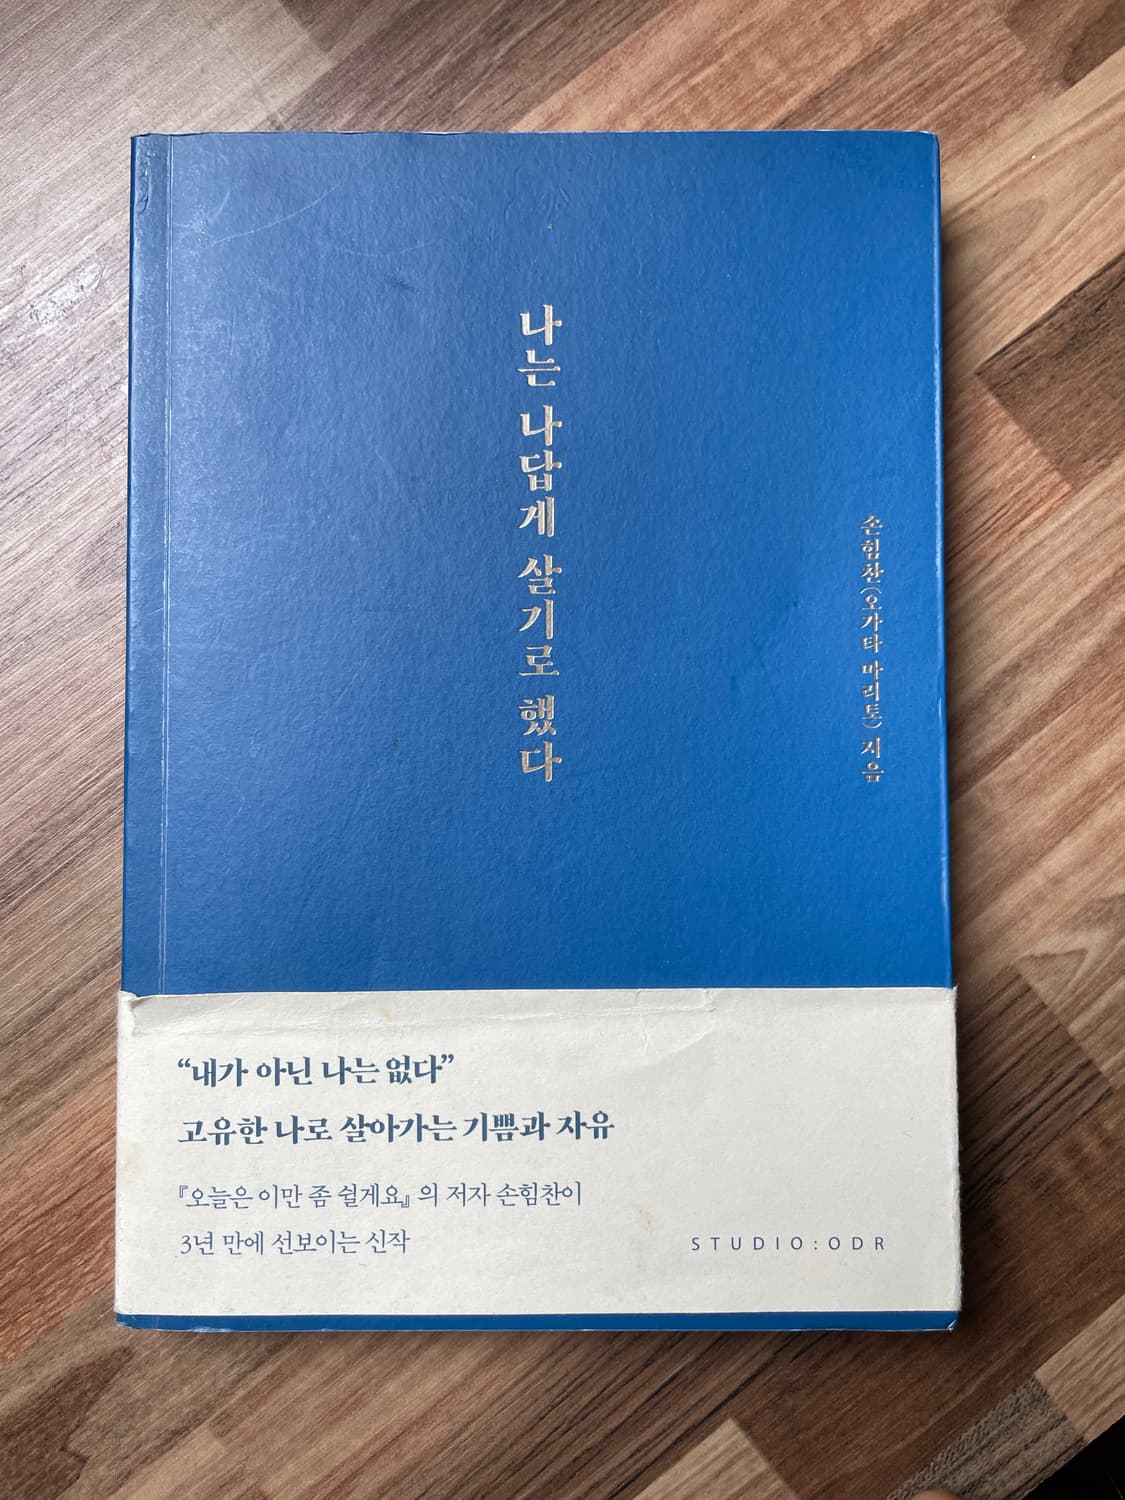 나는 나답게 살기로 했다
손힘찬(오가타 마리토) 지음
“내가 아닌 나는 없다”
고유한 나로 살아가는 기쁨과 자유
『오늘은 이만 좀 쉴게요』의 저자 손힘찬이
3년 만에 선보이는 신작
STUDIO:ODR